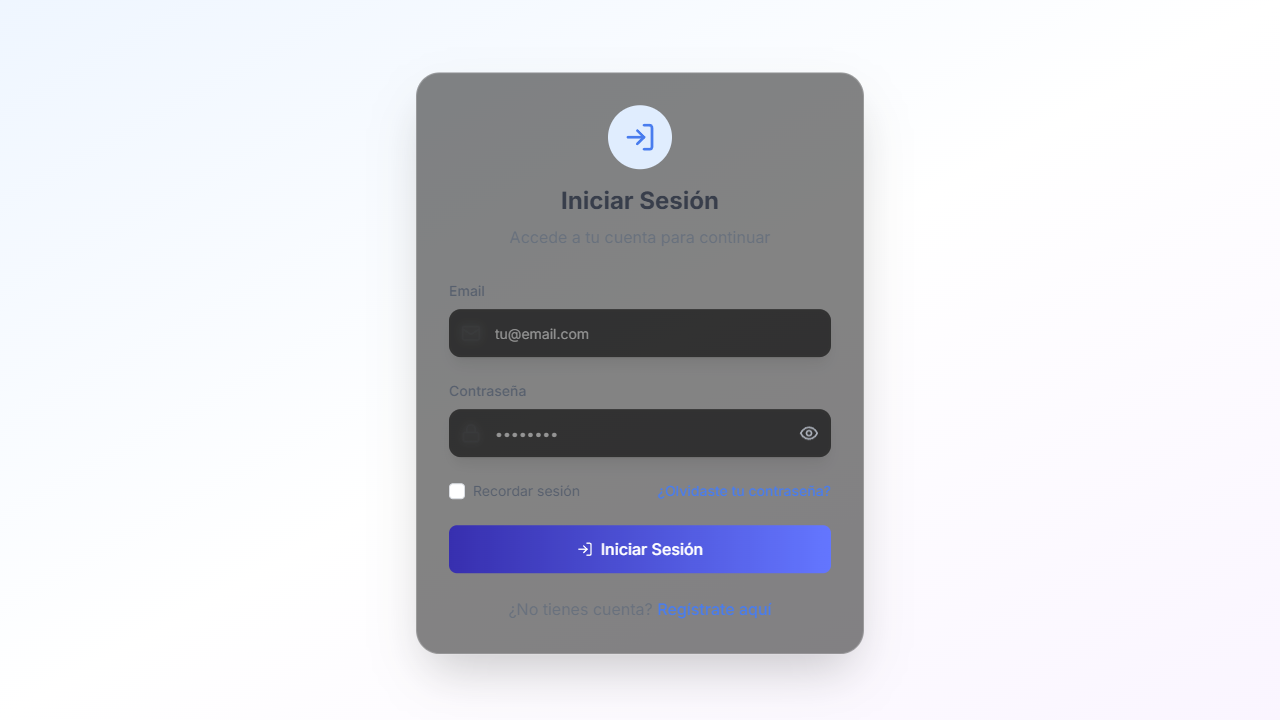 Iniciar Sesión
Accede a tu cuenta para continuar
Email
tu@email.com
Contraseña
••••••••
Recordar sesión
¿Olvidaste tu contraseña?
Iniciar Sesión
¿No tienes cuenta? Regístrate aquí